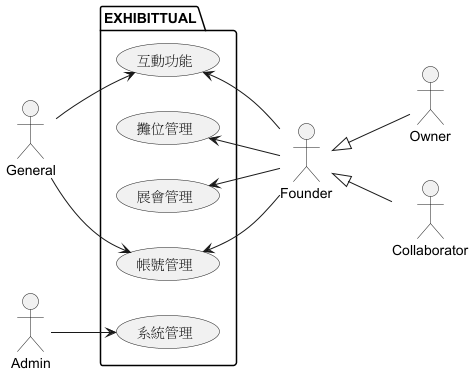 EXHIBITTUAL
互動功能
攤位管理
展會管理
帳號管理
系統管理
General
Admin
Founder
Owner
Collaborator